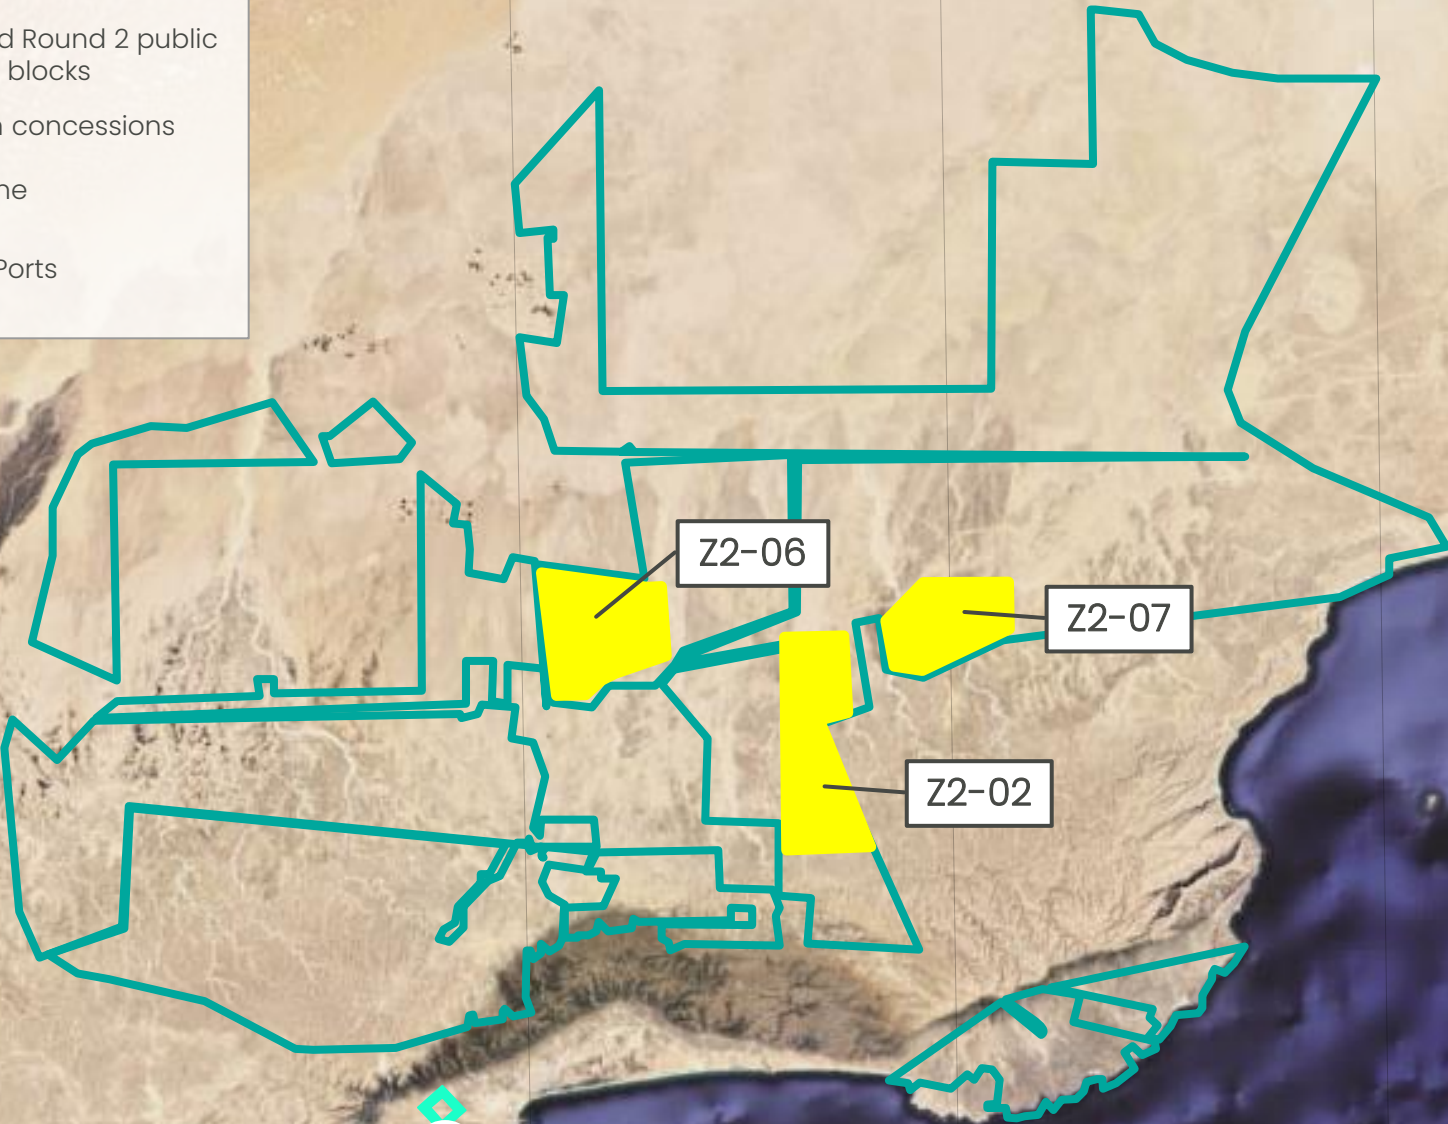 d Round 2 public
blocks
concessions
ne
Ports
Z2-06
Z2-07
Z2-02